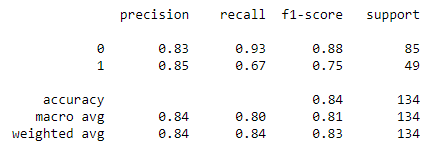 precision recall f1-score support
0 0.83 0.93 0.88 85
1 0.85 0.67 0.75 49
accuracy 0.84 134
macro avg 0.84 0.80 0.81 134
weighted avg 0.84 0.84 0.83 134